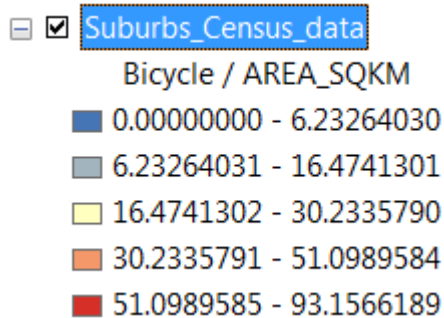 Suburbs_Census_data
Bicycle / AREA_SQKM
0.00000000 - 6.23264030
6.23264031 - 16.4741301
16.4741302 - 30.2335790
30.2335791 - 51.0989584
51.0989585 - 93.1566189